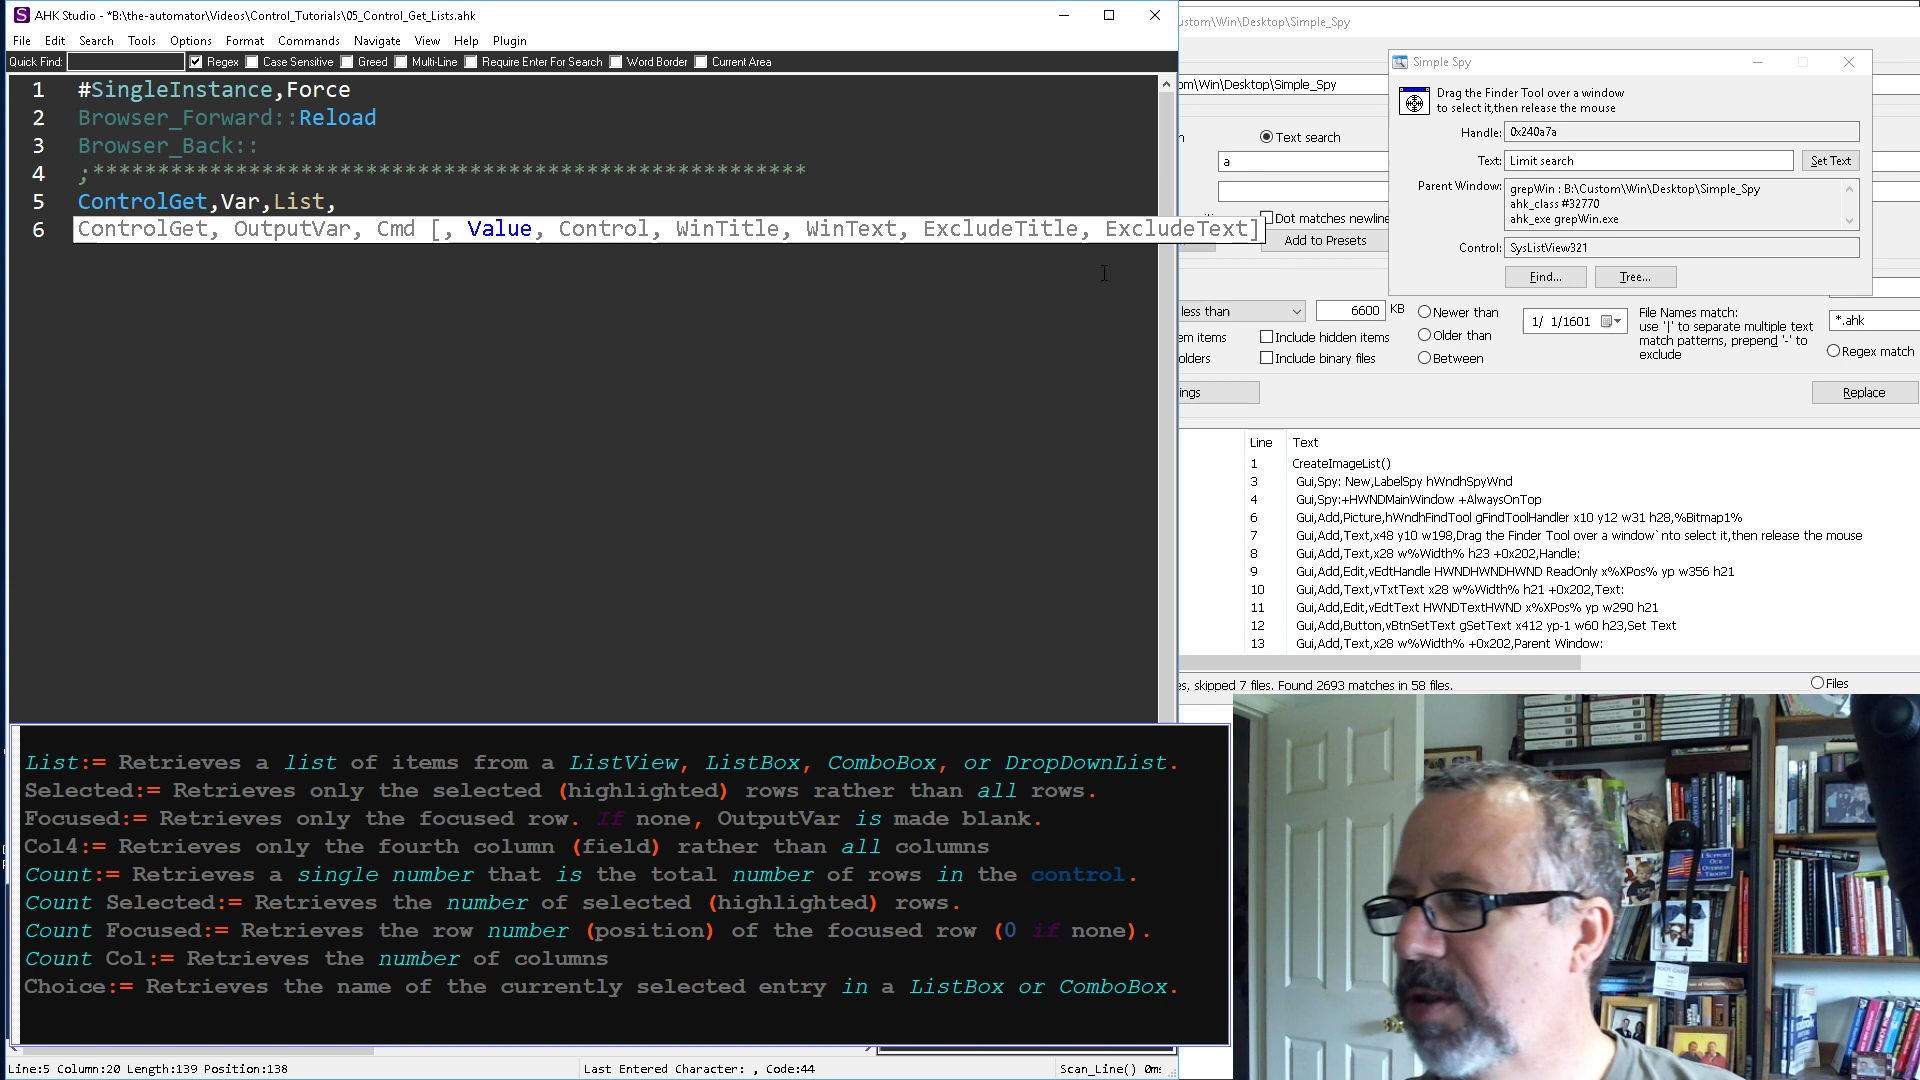 AHK Studio - *B:\the-automator\Videos\Control_Tutorials\05_Control_Get_Lists.ahk
File Edit Search Tools Options Format Commands Navigate View Help Plugin
Quick Find: Regex Case Sensitive Greed Multi-Line Require Enter For Search Word Border Current Area
1 #SingleInstance,Force
2 Browser_Forward::Reload
3 Browser_Back::
4 ;*******************************************************
5 ControlGet,Var,List,
6 ControlGet, OutputVar, Cmd [, Value, Control, WinTitle, WinText, ExcludeTitle, ExcludeText]
List:= Retrieves a list of items from a ListView, ListBox, ComboBox, or DropDownList.
Selected:= Retrieves only the selected (highlighted) rows rather than all rows.
Focused:= Retrieves only the focused row. If none, OutputVar is made blank.
Col4:= Retrieves only the fourth column (field) rather than all columns
Count:= Retrieves a single number that is the total number of rows in the control.
Count Selected:= Retrieves the number of selected (highlighted) rows.
Count Focused:= Retrieves the row number (position) of the focused row (0 if none).
Count Col:= Retrieves the number of columns
Choice:= Retrieves the name of the currently selected entry in a ListBox or ComboBox.
Line:5 Column:20 Length:139 Position:138
Last Entered Character: , Code:44
Scan_Line() 0ms
ustom\Win\Desktop\Simple_Spy
om\Win\Desktop\Simple_Spy
Text search
a
Dot matches newline
Add to Presets
Simple Spy
Drag the Finder Tool over a window
to select it,then release the mouse
Handle: 0x240a7a
Text: Limit search Set Text
Parent Window: grepWin : B:\Custom\Win\Desktop\Simple_Spy
ahk_class #32770
ahk_exe grepWin.exe
Control: SysListView321
Find... Tree...
less than 6600 KB
em items Include hidden items
olders Include binary files
Newer than
Older than
Between
1/ 1/1601
File Names match:
use '|' to separate multiple text
match patterns, prepend '-' to
exclude
*.ahk
Regex match
ings
Replace
Line Text
1 CreateImageList()
3 Gui,Spy: New,LabelSpy hWndhSpyWnd
4 Gui,Spy:+HWNDMainWindow +AlwaysOnTop
6 Gui,Add,Picture,hWndhFindTool gFindToolHandler x10 y12 w31 h28,%Bitmap1%
7 Gui,Add,Text,x48 y10 w198,Drag the Finder Tool over a window`nto select it,then release the mouse
8 Gui,Add,Text,x28 w%Width% h23 +0x202,Handle:
9 Gui,Add,Edit,vEdtHandle HWNDHWNDHWND ReadOnly x%XPos% yp w356 h21
10 Gui,Add,Text,vTxtText x28 w%Width% h21 +0x202,Text:
11 Gui,Add,Edit,vEdtText HWNDTextHWND x%XPos% yp w290 h21
12 Gui,Add,Button,vBtnSetText gSetText x412 yp-1 w60 h23,Set Text
13 Gui,Add,Text,x28 w%Width% +0x202,Parent Window:
es, skipped 7 files. Found 2693 matches in 58 files.
Files
I SUPPORT
OUR
OVERSEAS
TROOPS!